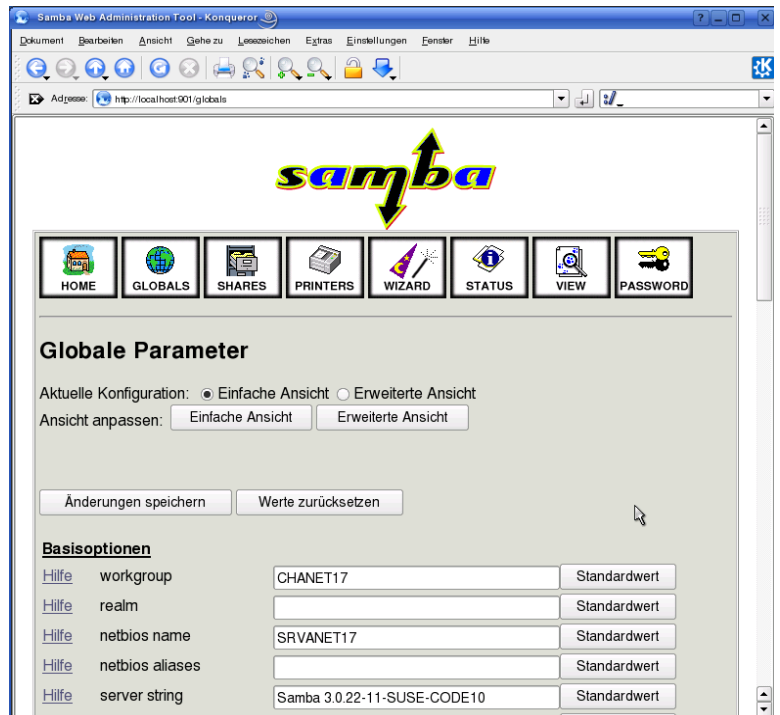 Samba Web Administration Tool - Konqueror
Dokument Bearbeiten Ansicht Gehe zu Lesezeichen Extras Einstellungen Fenster Hilfe
Adresse: http://localhost:901/globals
samba
HOME GLOBALS SHARES PRINTERS WIZARD STATUS VIEW PASSWORD
Globale Parameter
Aktuelle Konfiguration: Einfache Ansicht Erweiterte Ansicht
Ansicht anpassen: Einfache Ansicht Erweiterte Ansicht
Änderungen speichern Werte zurücksetzen
Basisoptionen
Hilfe workgroup CHANET17 Standardwert
Hilfe realm Standardwert
Hilfe netbios name SRVANET17 Standardwert
Hilfe netbios aliases Standardwert
Hilfe server string Samba 3.0.22-11-SUSE-CODE10 Standardwert